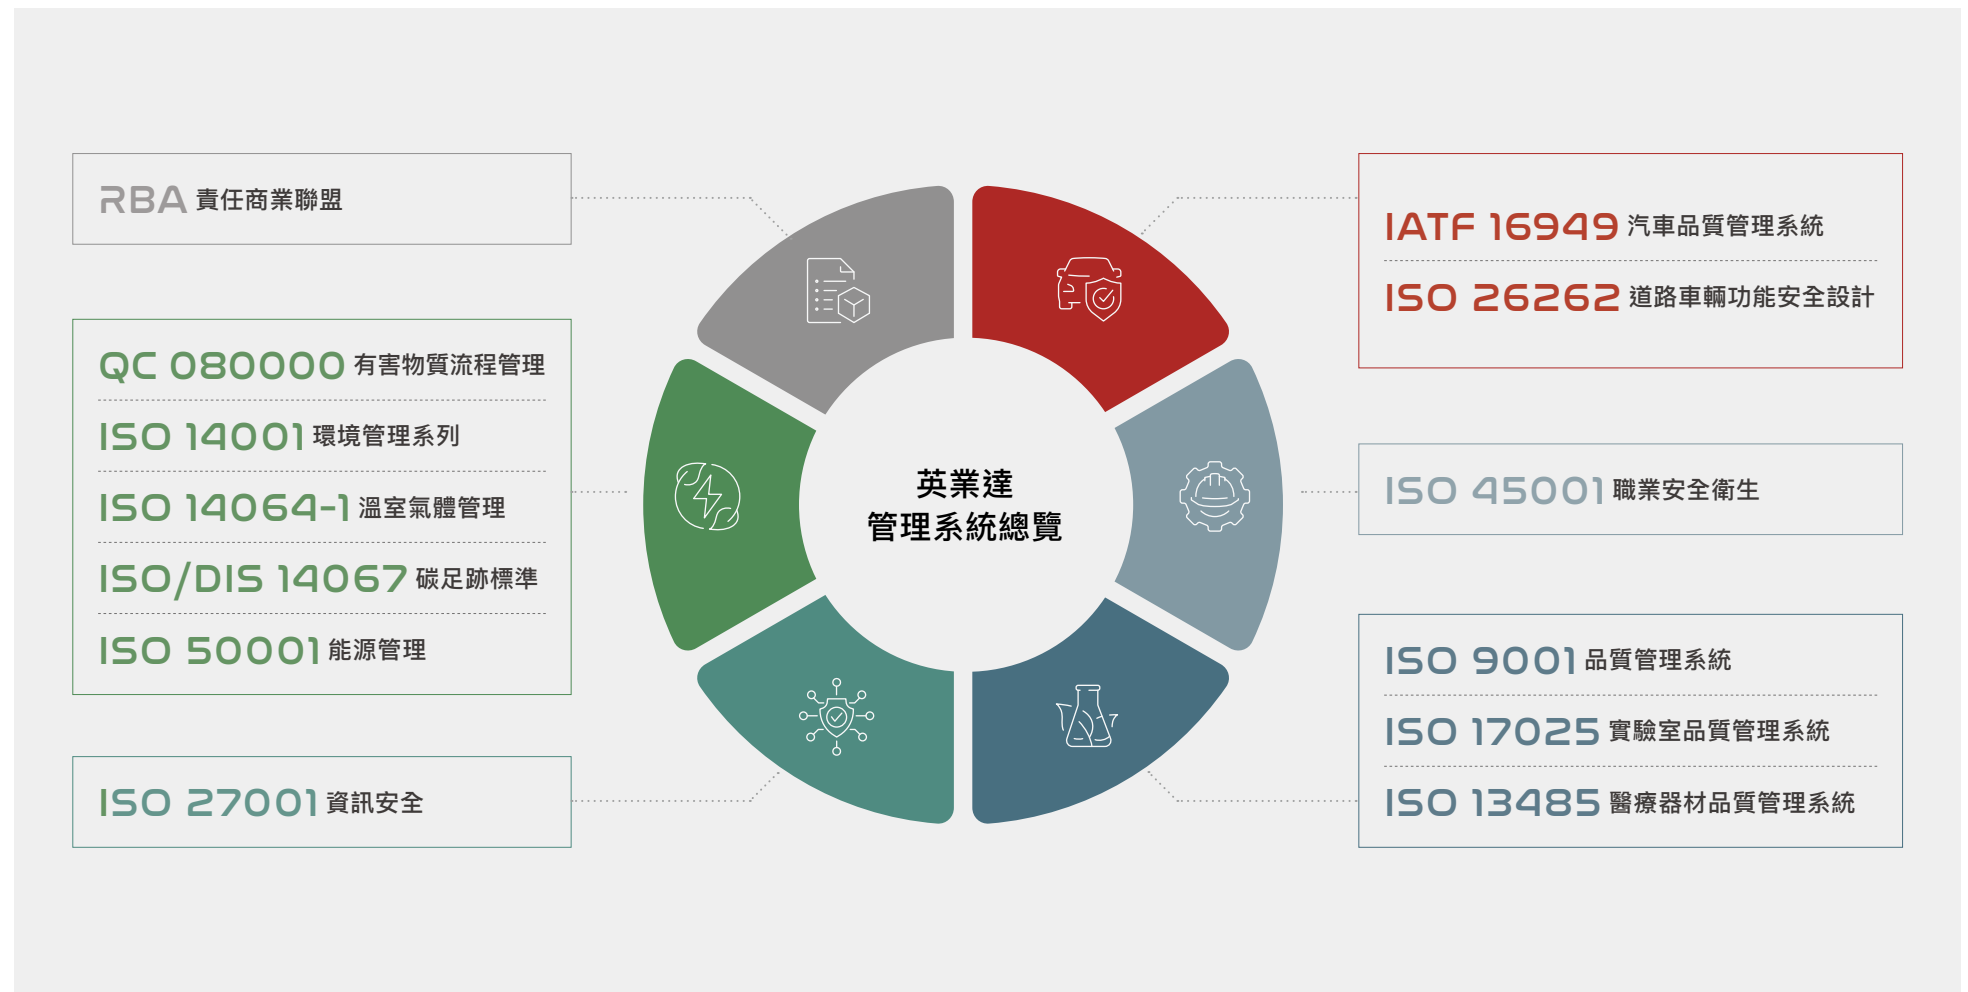 RBA 責任商業聯盟
QC 080000 有害物質流程管理
ISO 14001 環境管理系列
ISO 14064-1 溫室氣體管理
ISO/DIS 14067 碳足跡標準
ISO 50001 能源管理
ISO 27001 資訊安全
英業達
管理系統總覽
IATF 16949 汽車品質管理系統
ISO 26262 道路車輛功能安全設計
ISO 45001 職業安全衛生
ISO 9001 品質管理系統
ISO 17025 實驗室品質管理系統
ISO 13485 醫療器材品質管理系統